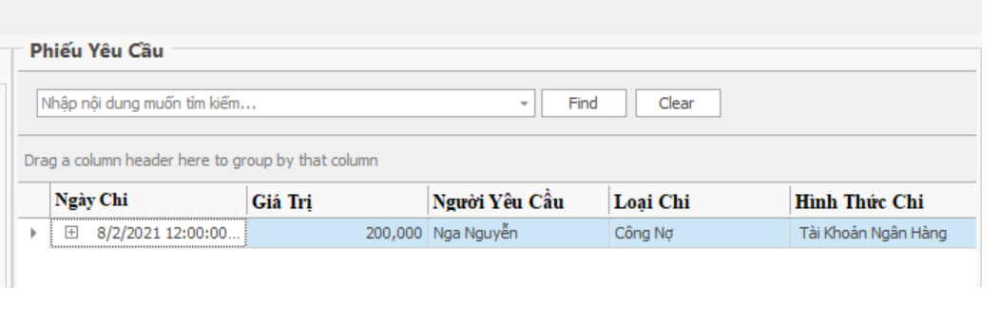 Phiếu Yêu Cầu
Nhập nội dung muốn tìm kiếm... Find Clear
Drag a column header here to group by that column
Ngày Chi Giá Trị Người Yêu Cầu Loại Chi Hình Thức Chi
8/2/2021 12:00:00... 200,000 Nga Nguyễn Công Nợ Tài Khoản Ngân Hàng